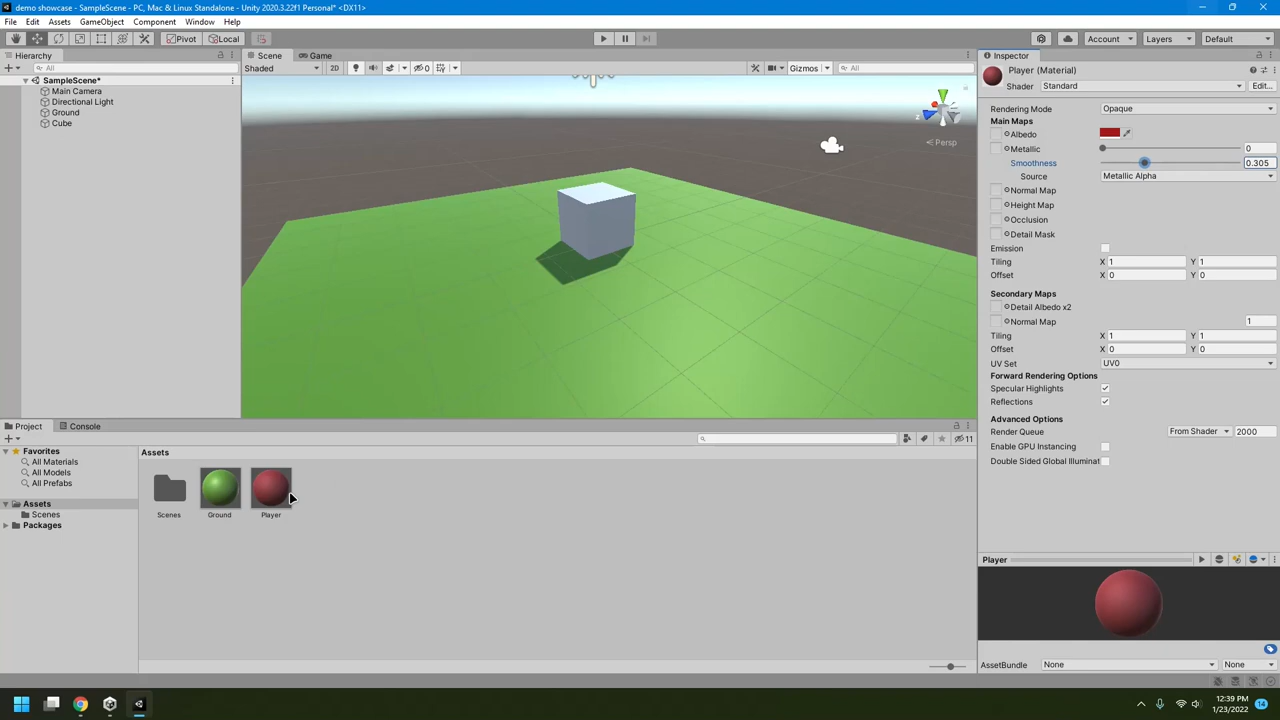 demo showcase - SampleScene - PC, Mac & Linux Standalone - Unity 2020.3.22f1 Personal* <DX11>
File Edit Assets GameObject Component Window Help
Pivot Local Account Layers Default
Hierarchy
All
SampleScene*
Main Camera
Directional Light
Ground
Cube
Scene Game
Shaded 2D 0 Gizmos All
z
Persp
Inspector
Player (Material)
Shader Standard Edit...
Rendering Mode Opaque
Main Maps
Albedo
Metallic 0
Smoothness 0.305
Source Metallic Alpha
Normal Map
Height Map
Occlusion
Detail Mask
Emission
Tiling X 1 Y 1
Offset X 0 Y 0
Secondary Maps
Detail Albedo x2
Normal Map 1
Tiling X 1 Y 1
Offset X 0 Y 0
UV Set UV0
Forward Rendering Options
Specular Highlights
Reflections
Advanced Options
Render Queue From Shader 2000
Enable GPU Instancing
Double Sided Global Illuminat
Project Console
11
Favorites
All Materials
All Models
All Prefabs
Assets
Scenes
Packages
Assets
Scenes Ground Player
Player
AssetBundle None None
12:39 PM
1/23/2022
14